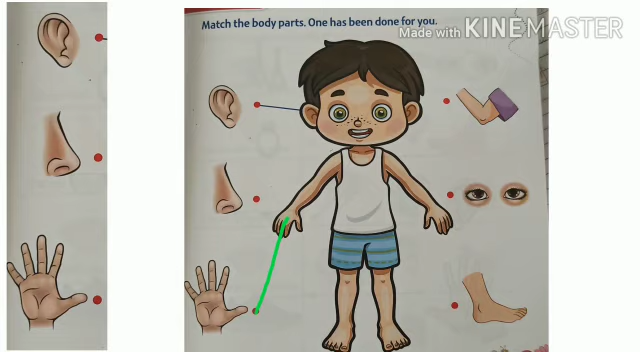 Match the body parts. One has been done for you.
Made with KINEMASTER